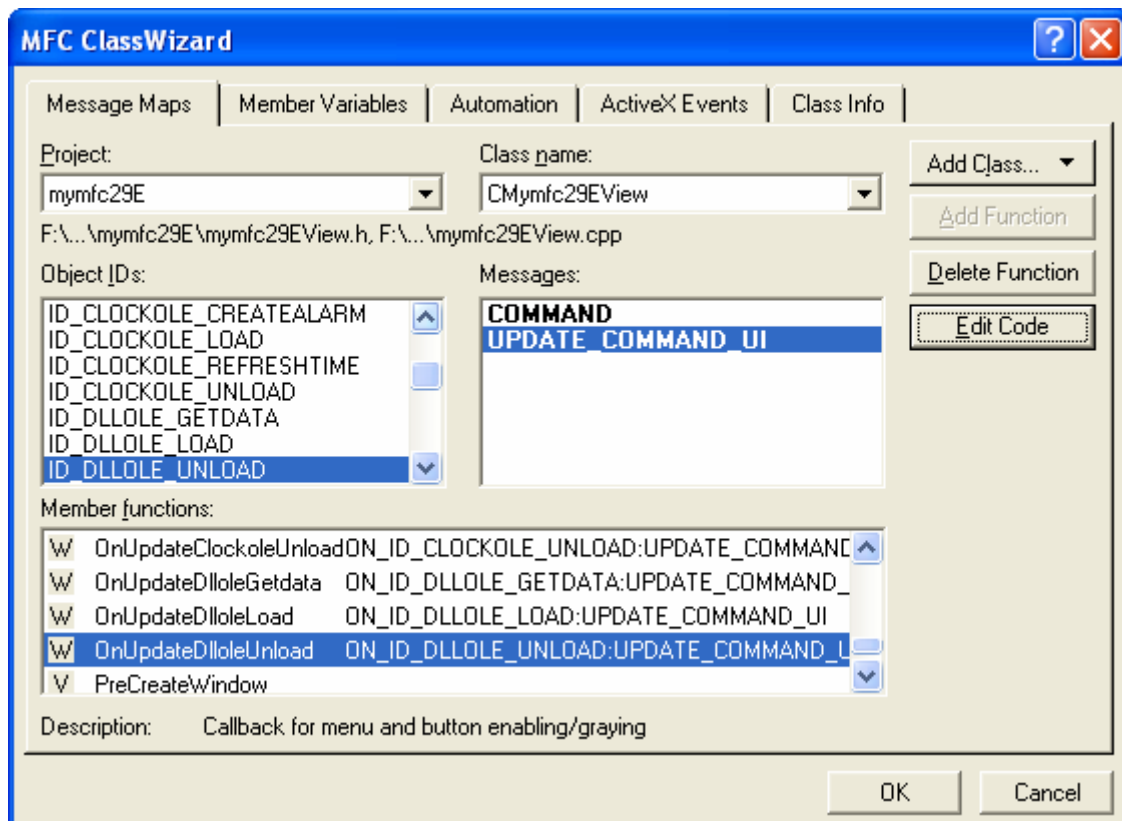 MFC ClassWizard
Message Maps Member Variables Automation ActiveX Events Class Info
Project: Class name:
mymfc29E CMymfc29EView
Add Class...
Add Function
Delete Function
Edit Code
F:\...\mymfc29E\mymfc29EView.h, F:\...\mymfc29EView.cpp
Object IDs:
ID_CLOCKOLE_CREATEALARM
ID_CLOCKOLE_LOAD
ID_CLOCKOLE_REFRESHTIME
ID_CLOCKOLE_UNLOAD
ID_DLLOLE_GETDATA
ID_DLLOLE_LOAD
ID_DLLOLE_UNLOAD
Messages:
COMMAND
UPDATE_COMMAND_UI
Member functions:
W OnUpdateClockoleUnload ON_ID_CLOCKOLE_UNLOAD:UPDATE_COMMAND
W OnUpdateDlloleGetdata ON_ID_DLLOLE_GETDATA:UPDATE_COMMAND_
W OnUpdateDlloleLoad ON_ID_DLLOLE_LOAD:UPDATE_COMMAND_UI
W OnUpdateDlloleUnload ON_ID_DLLOLE_UNLOAD:UPDATE_COMMAND_U
V PreCreateWindow
Description: Callback for menu and button enabling/graying
OK Cancel